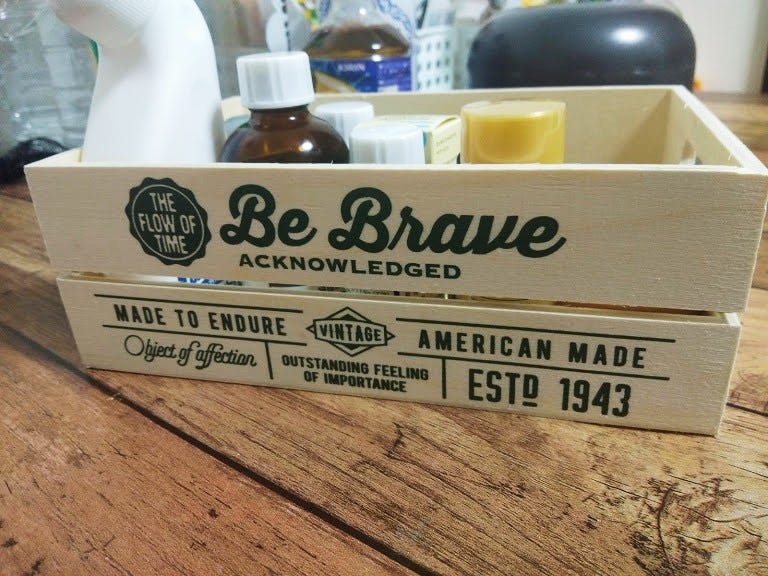 THE
FLOW OF
TIME
Be Brave
ACKNOWLEDGED
MADE TO ENDURE
VINTAGE
AMERICAN MADE
Object of affection
OUTSTANDING FEELING
OF IMPORTANCE
ESTD 1943
KIRIN